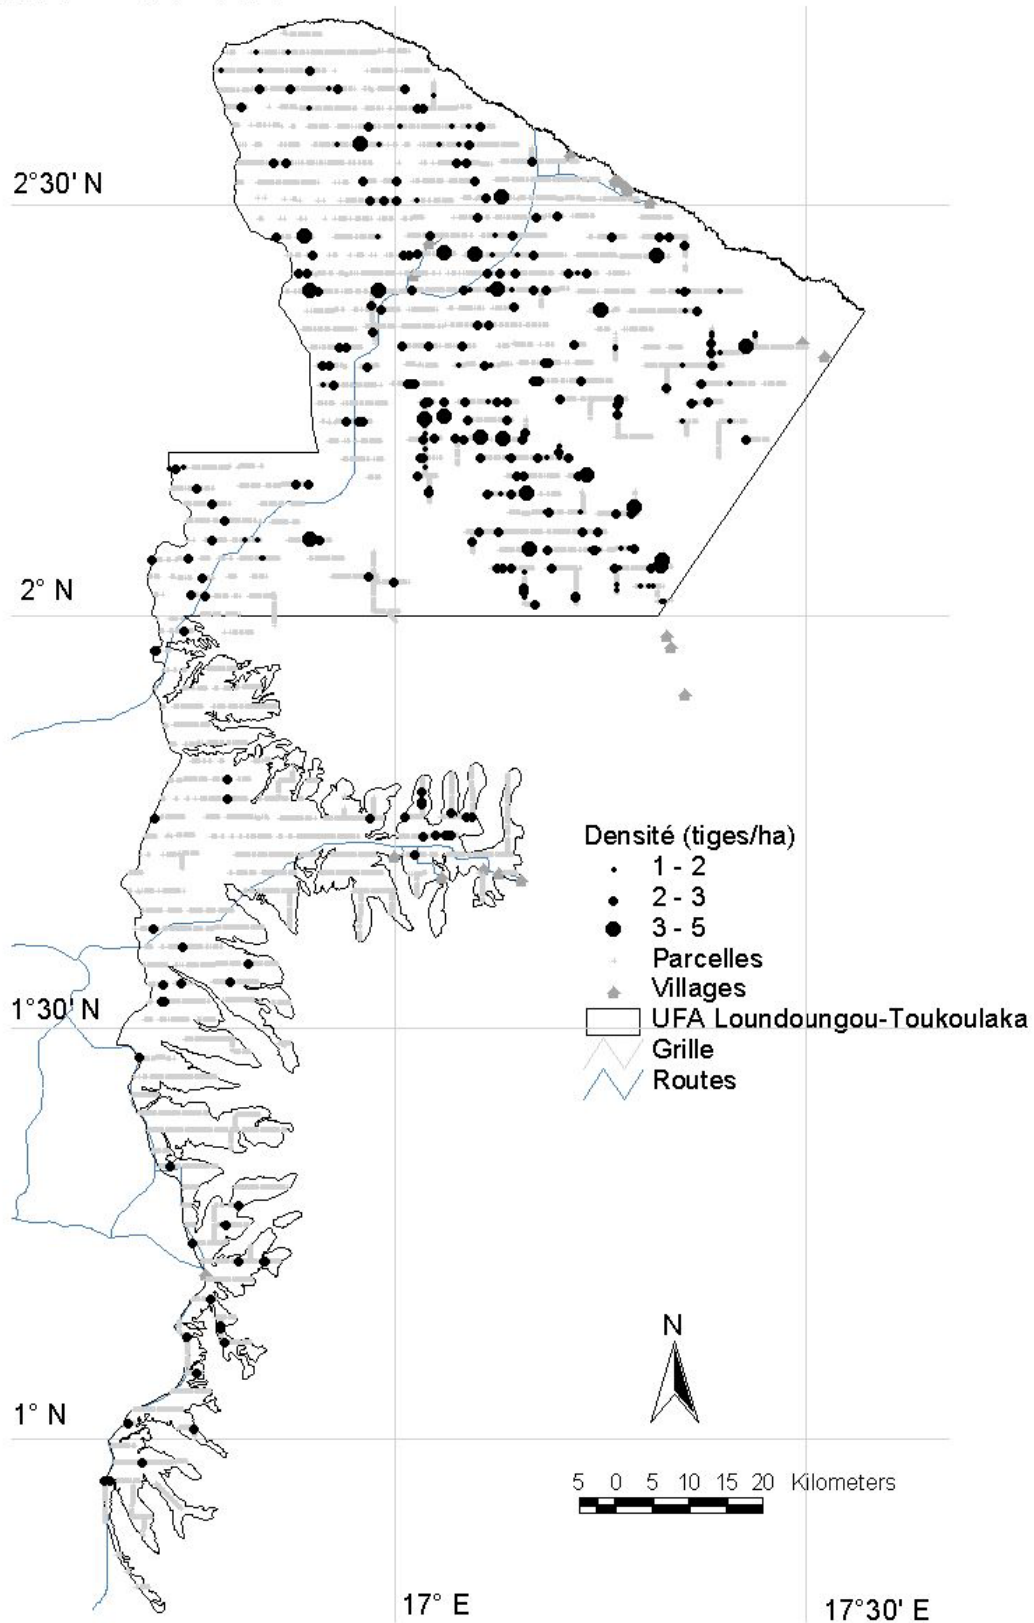 2°30' N
2° N
Densité (tiges/ha)
1 - 2
2 - 3
3 - 5
Parcelles
Villages
1°30' N
UFA Loundoungou-Toukoulaka
Grille
Routes
N
1° N
5 0 5 10 15 20 Kilometers
17° E
17°30' E